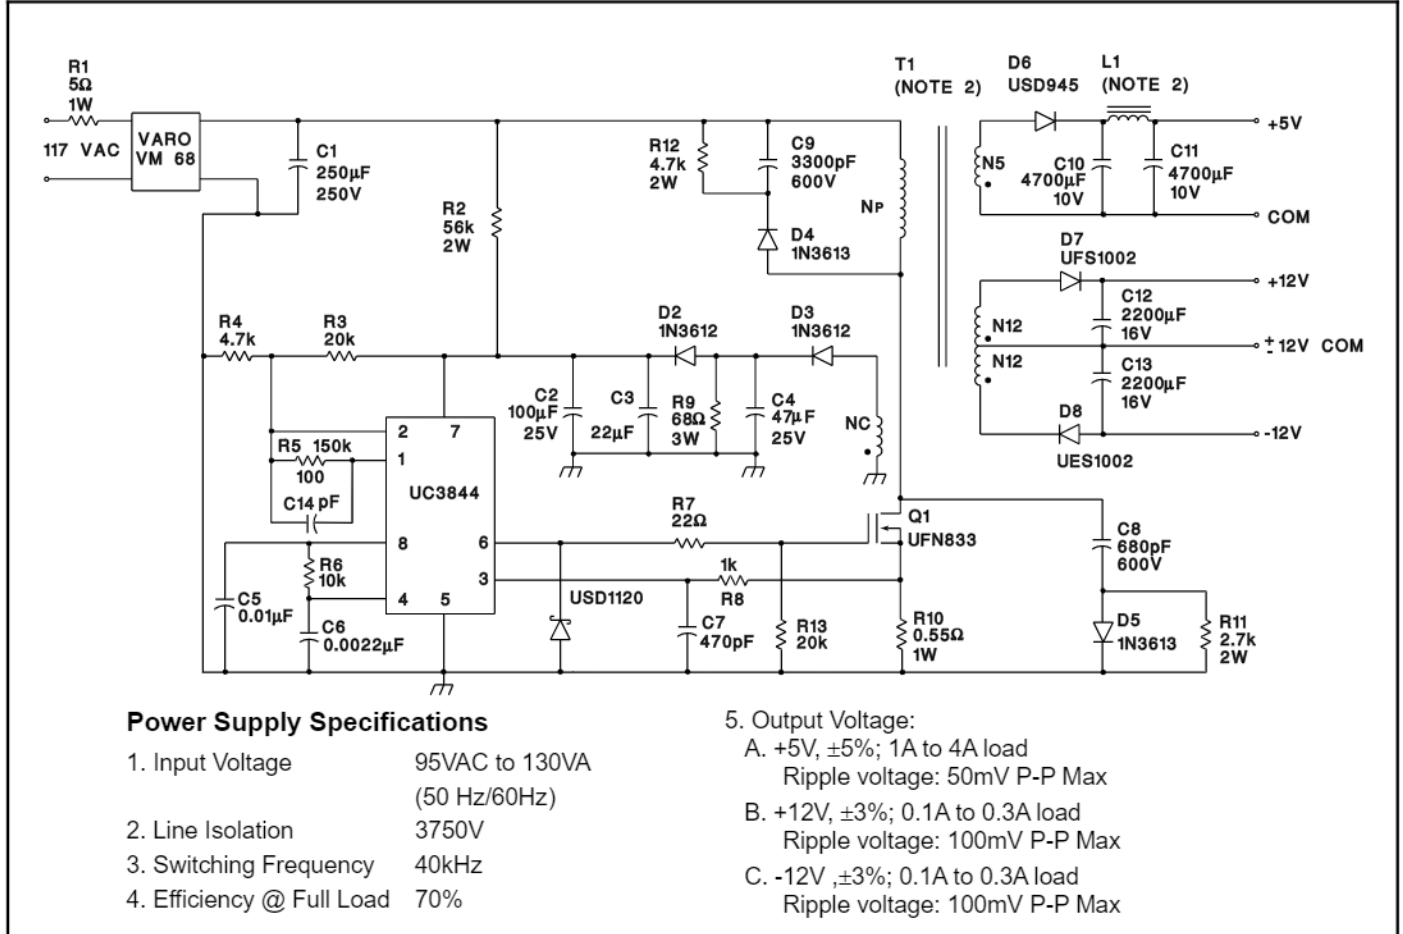 R1
5Ω
1W
117 VAC
VARO
VM 68
C1
250µF
250V
R2
56k
2W
R12
4.7k
2W
C9
3300pF
600V
D4
1N3613
NP
T1
(NOTE 2)
D6
USD945
L1
(NOTE 2)
N5
C10
4700µF
10V
C11
4700µF
10V
+5V
COM
D7
UFS1002
+12V
N12
C12
2200µF
16V
± 12V COM
N12
C13
2200µF
16V
D8
UES1002
-12V
R4
4.7k
R3
20k
D2
1N3612
D3
1N3612
C2
100µF
25V
C3
22µF
R9
68Ω
3W
C4
47µF
25V
NC
2
7
1
R5 150k
100
C14 pF
UC3844
8
6
3
4
5
R6
10k
C5
0.01µF
C6
0.0022µF
R7
22Ω
Q1
UFN833
1k
R8
USD1120
C7
470pF
R13
20k
R10
0.55Ω
1W
C8
680pF
600V
D5
1N3613
R11
2.7k
2W
Power Supply Specifications
1. Input Voltage 95VAC to 130VA
(50 Hz/60Hz)
2. Line Isolation 3750V
3. Switching Frequency 40kHz
4. Efficiency @ Full Load 70%
5. Output Voltage:
A. +5V, ±5%; 1A to 4A load
Ripple voltage: 50mV P-P Max
B. +12V, ±3%; 0.1A to 0.3A load
Ripple voltage: 100mV P-P Max
C. -12V ,±3%; 0.1A to 0.3A load
Ripple voltage: 100mV P-P Max